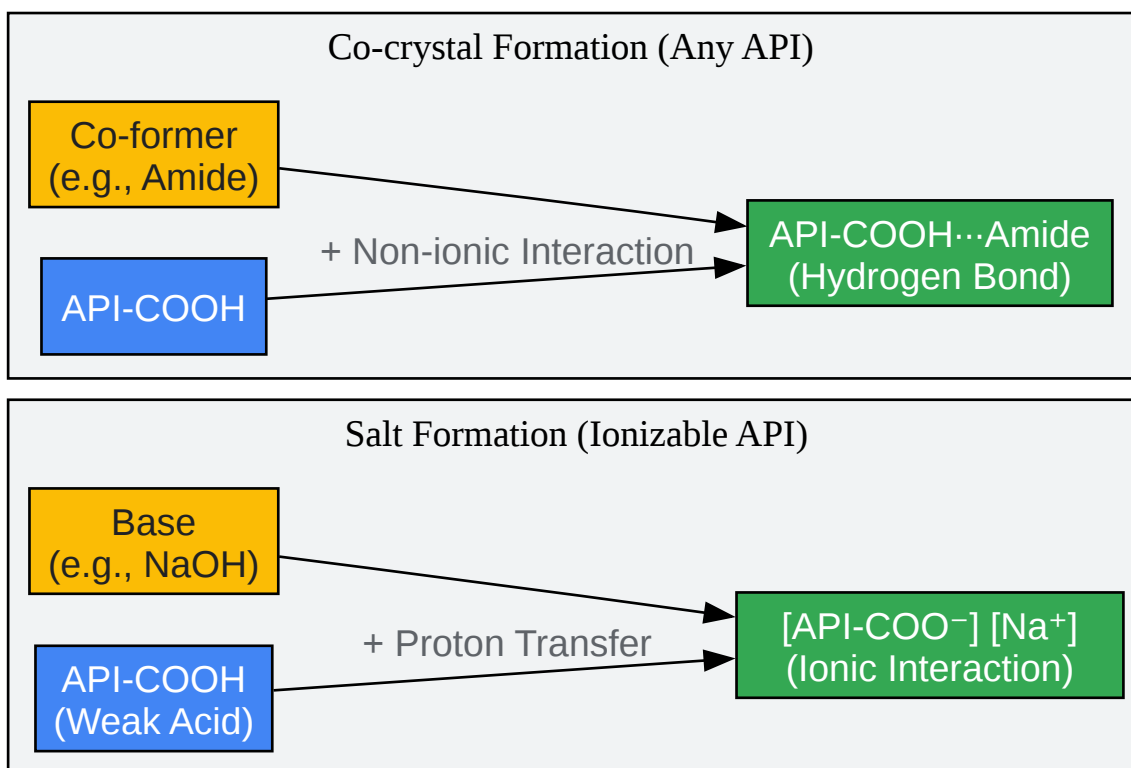 Co-crystal Formation (Any API)
Co-former
(e.g., Amide)
+ Non-ionic Interaction
API-COOH
API-COOH···Amide
(Hydrogen Bond)
Salt Formation (Ionizable API)
Base
(e.g., NaOH)
+ Proton Transfer
API-COOH
(Weak Acid)
[API-COO⁻] [Na⁺]
(Ionic Interaction)